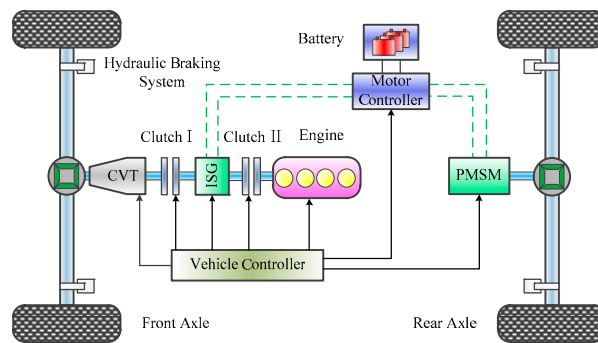 Battery
Hydraulic Braking
System
Motor
Controller
Clutch I
Clutch II
Engine
CVT
ISG
PMSM
Vehicle Controller
Front Axle
Rear Axle